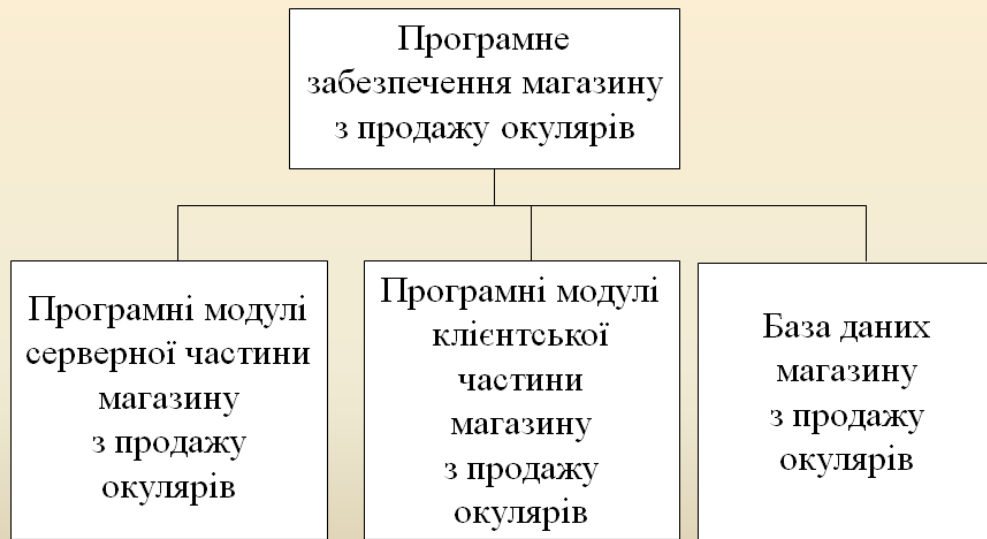 Програмне
забезпечення магазину
з продажу окулярів
Програмні модулі
серверної частини
магазину
з продажу
окулярів
Програмні модулі
клієнтської
частини
магазину
з продажу
окулярів
База даних
магазину
з продажу
окулярів